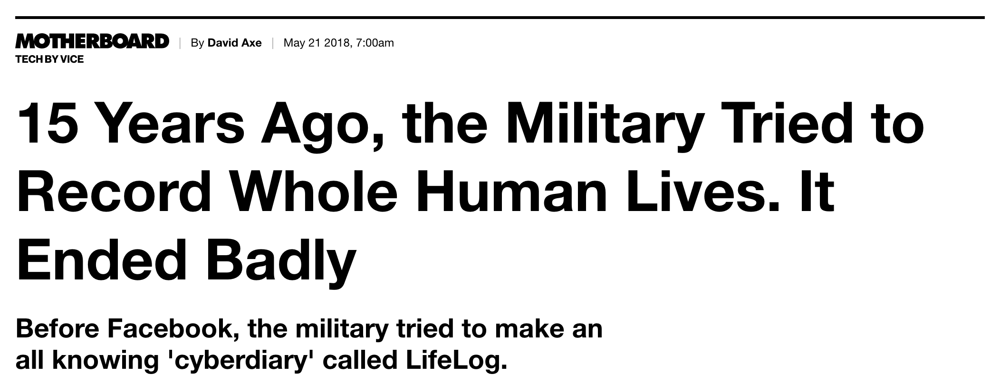 MOTHERBOARD | By David Axe | May 21 2018, 7:00am
TECH BY VICE
15 Years Ago, the Military Tried to
Record Whole Human Lives. It
Ended Badly
Before Facebook, the military tried to make an
all knowing 'cyberdiary' called LifeLog.